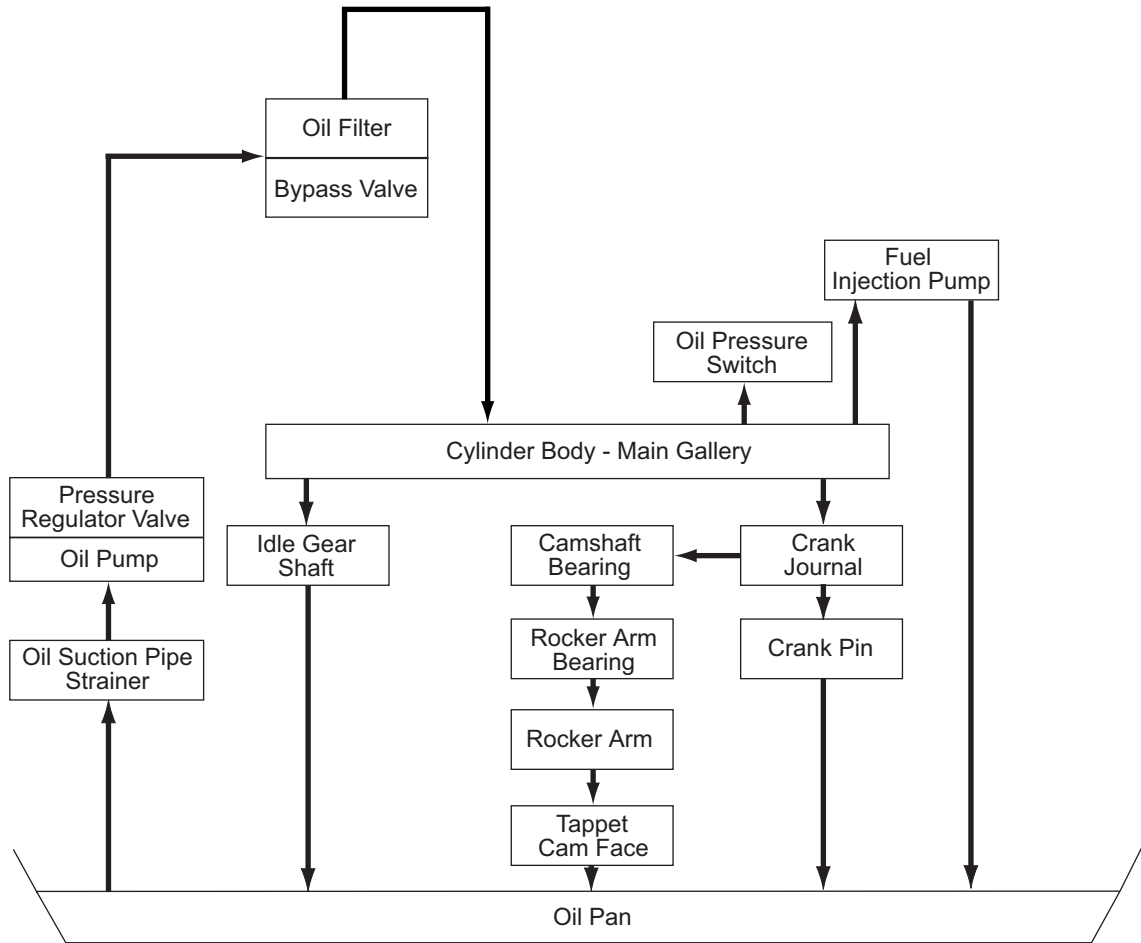 Oil Filter
Bypass Valve
Fuel
Injection Pump
Oil Pressure
Switch
Cylinder Body - Main Gallery
Pressure
Regulator Valve
Oil Pump
Idle Gear
Shaft
Camshaft
Bearing
Crank
Journal
Oil Suction Pipe
Strainer
Rocker Arm
Bearing
Crank Pin
Rocker Arm
Tappet
Cam Face
Oil Pan